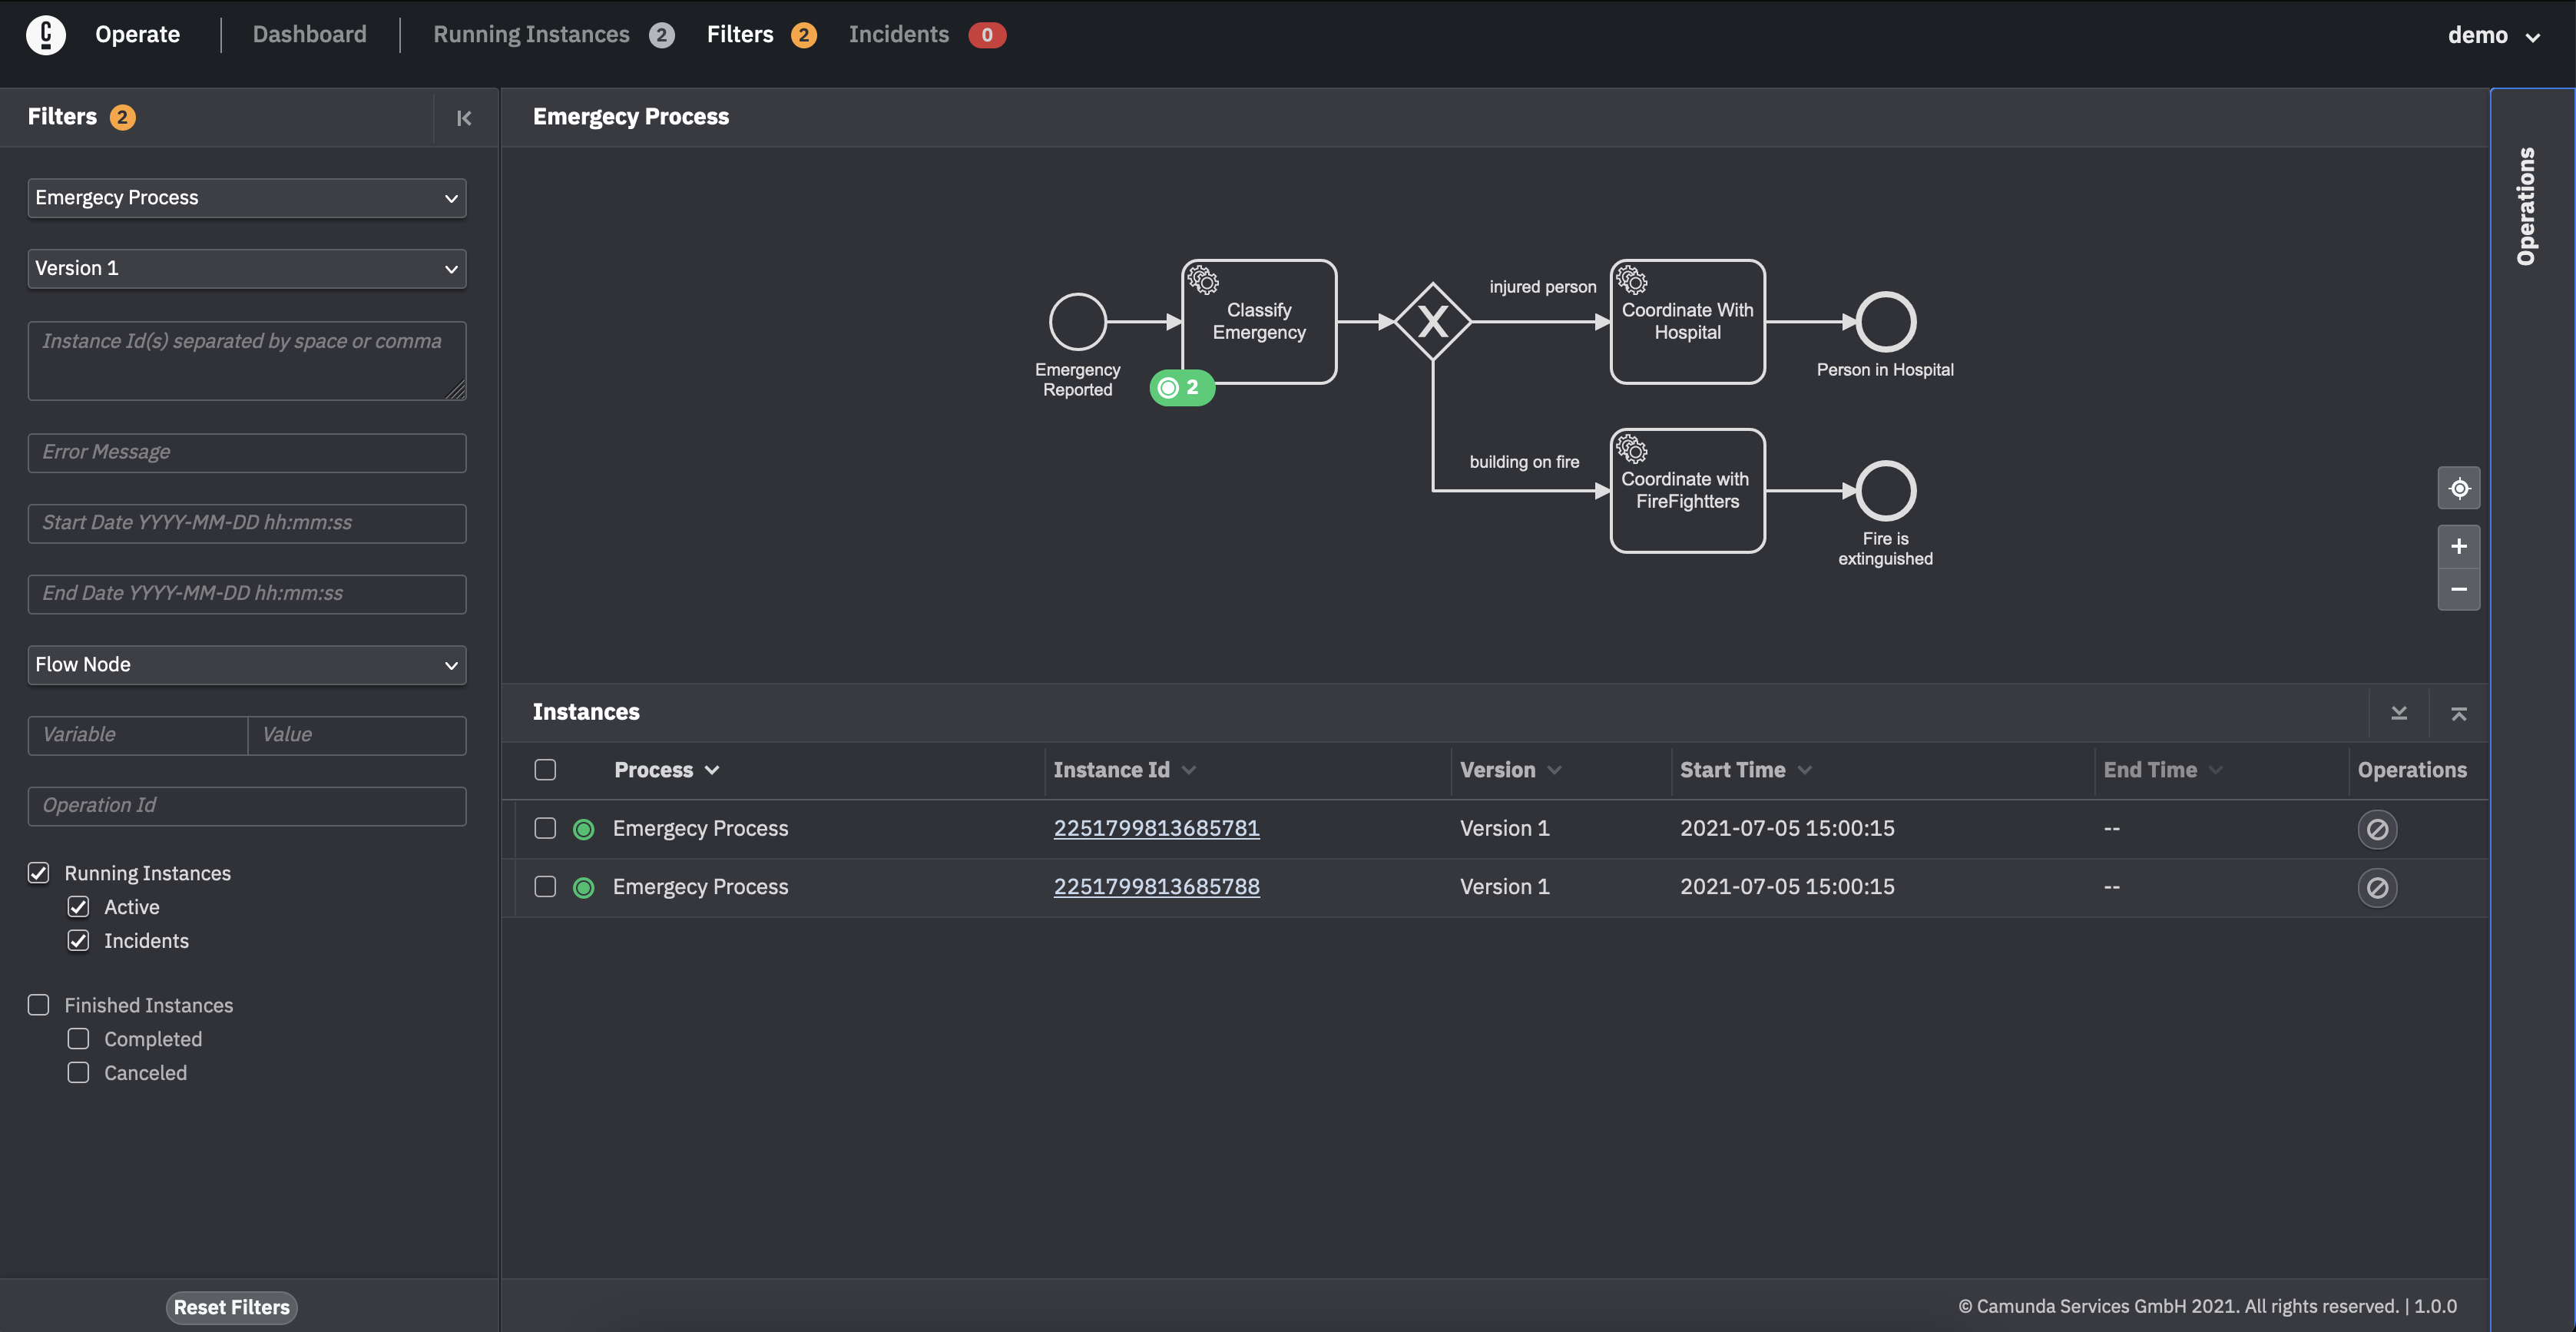 Operate
Dashboard
Running Instances 2
Filters 2
Incidents 0
demo
Filters 2
Emergecy Process
Version 1
Instance Id(s) separated by space or comma
Error Message
Start Date YYYY-MM-DD hh:mm:ss
End Date YYYY-MM-DD hh:mm:ss
Flow Node
Variable
Value
Operation Id
Running Instances
Active
Incidents
Finished Instances
Completed
Canceled
Reset Filters
Emergecy Process
Emergency
Reported
Classify
Emergency
2
X
injured person
Coordinate With
Hospital
Person in Hospital
building on fire
Coordinate with
FireFightters
Fire is
extinguished
Operations
Instances
Process Instance Id Version Start Time End Time Operations
Emergecy Process 2251799813685781 Version 1 2021-07-05 15:00:15 --
Emergecy Process 2251799813685788 Version 1 2021-07-05 15:00:15 --
© Camunda Services GmbH 2021. All rights reserved. | 1.0.0